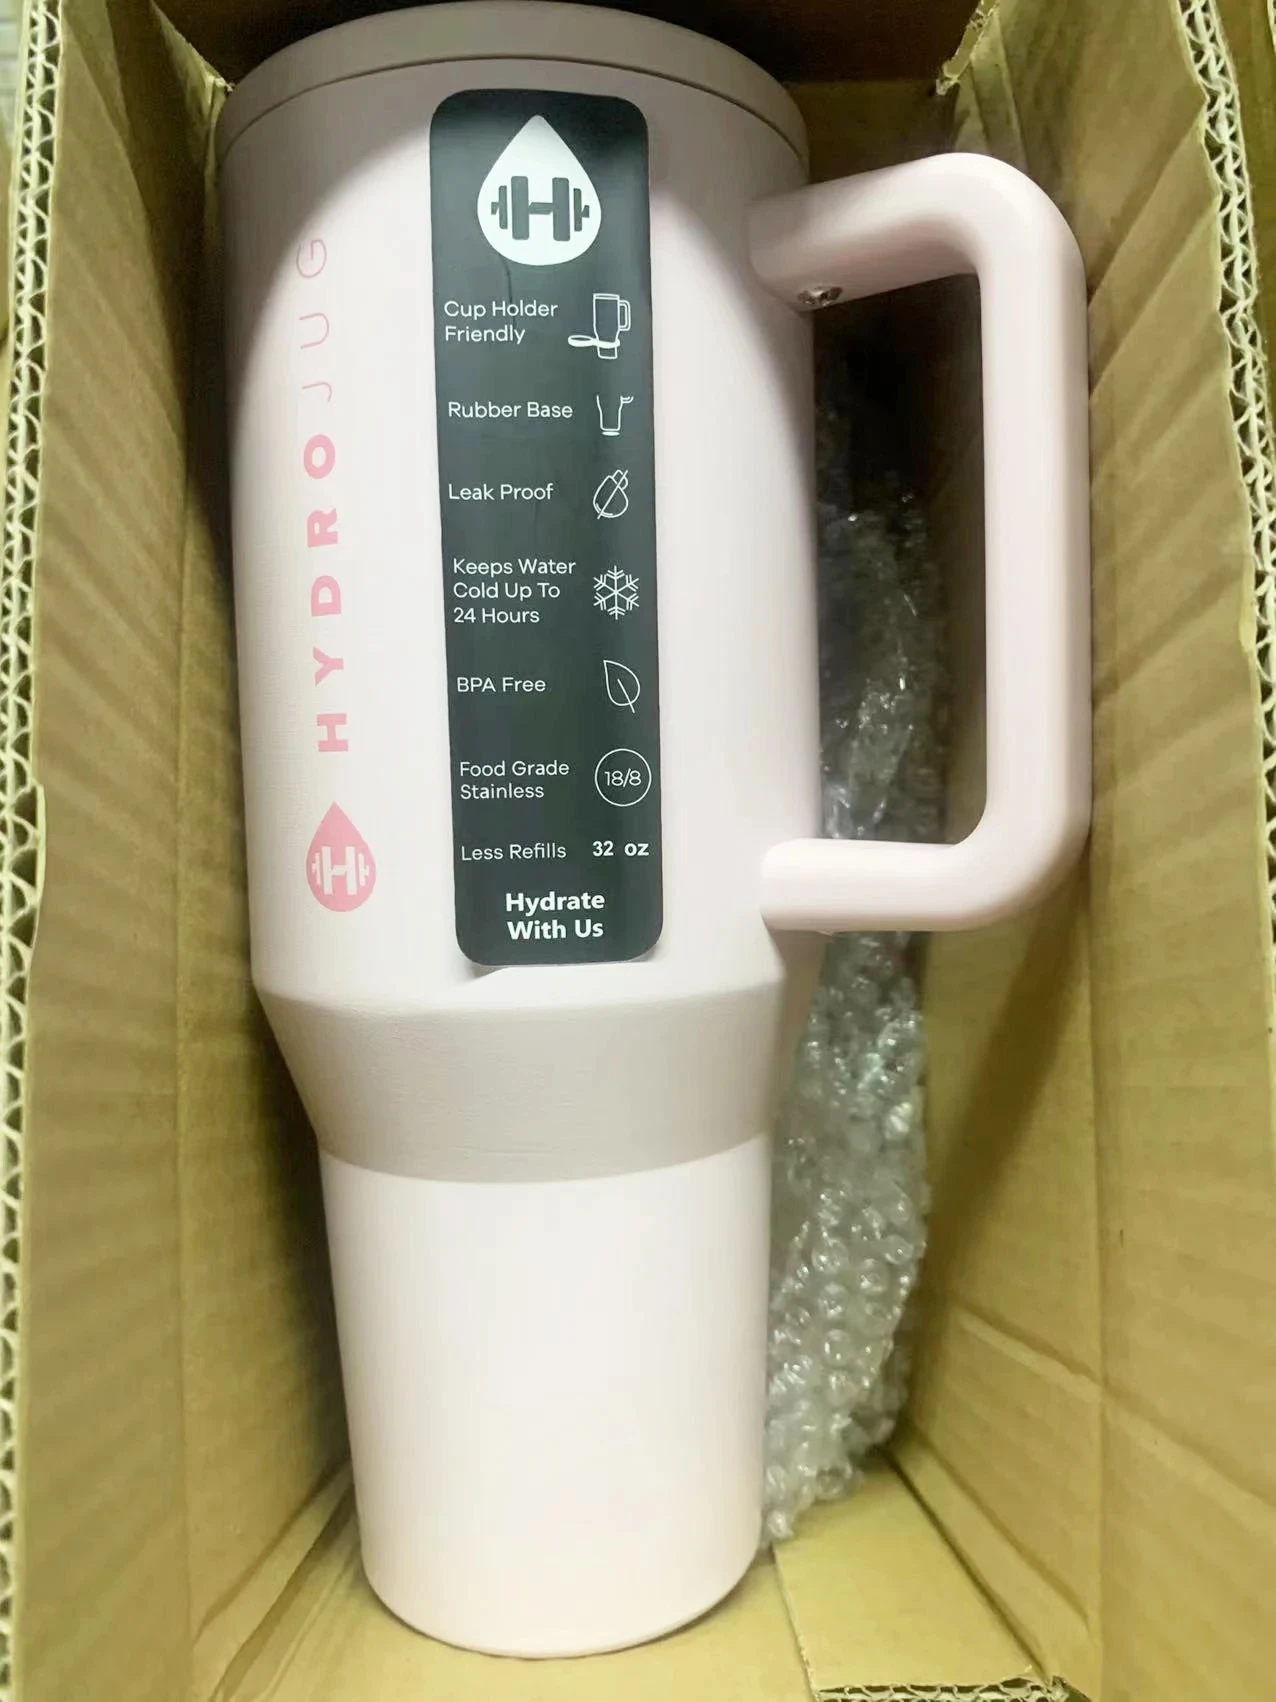 HYDROJUG
H
H
Cup Holder
Friendly
Rubber Base
Leak Proof
Keeps Water
Cold Up To
24 Hours
BPA Free
Food Grade
Stainless
18/8
Less Refills 32 oz
Hydrate
With Us